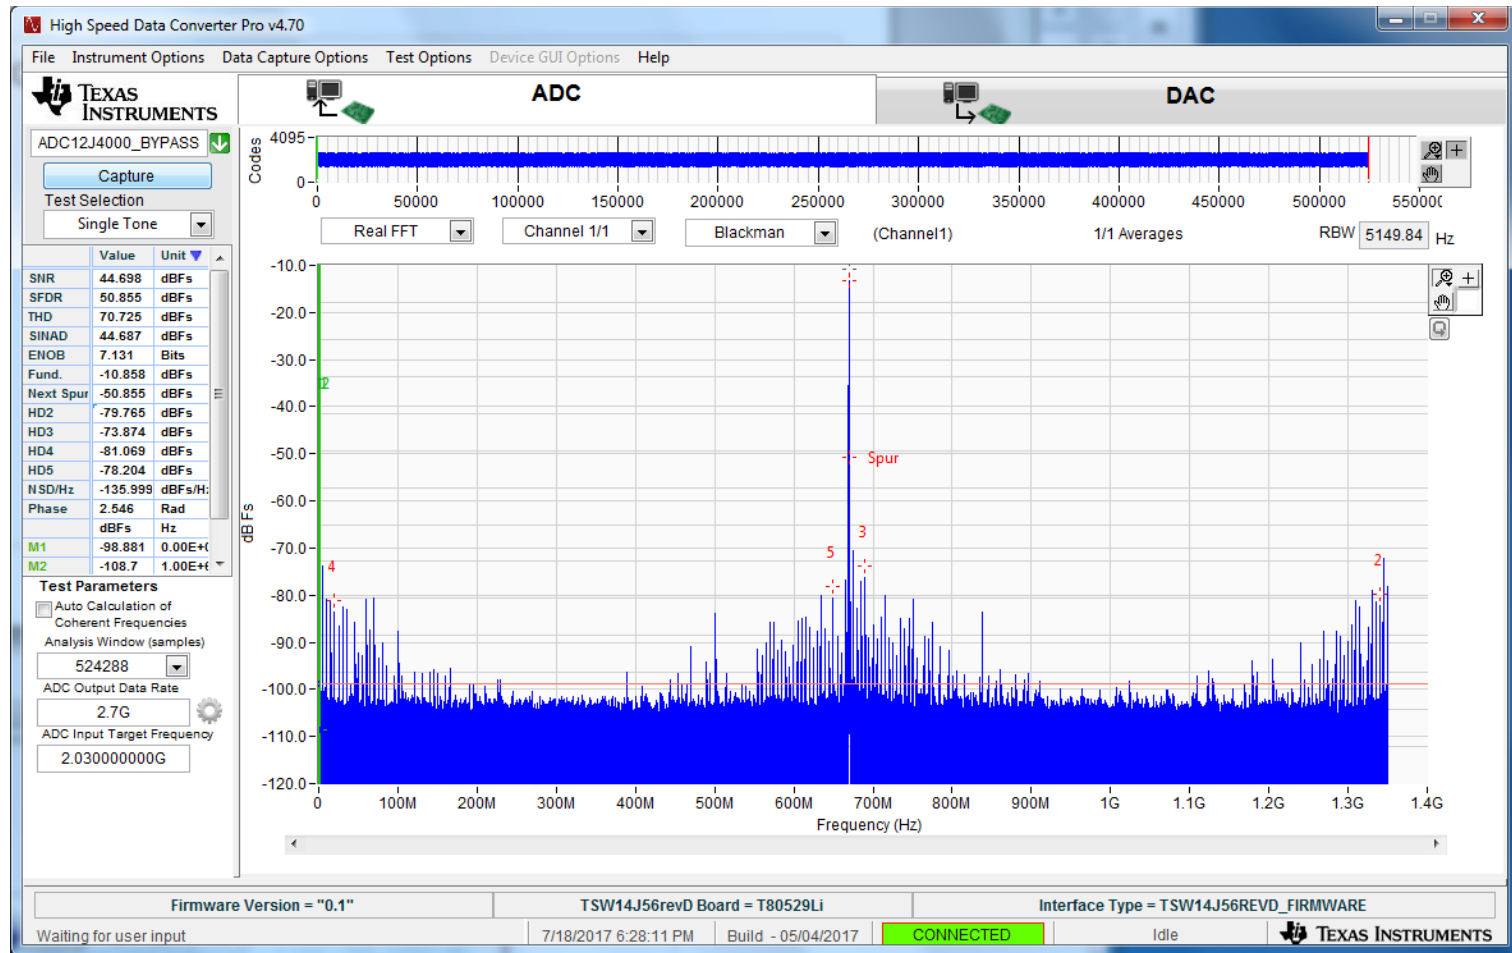 High Speed Data Converter Pro v4.70
File Instrument Options Data Capture Options Test Options Device GUI Options Help
TEXAS INSTRUMENTS
ADC
DAC
ADC12J4000_BYPASS
Capture
Test Selection
Single Tone
Value Unit
SNR 44.698 dBFs
SFDR 50.855 dBFs
THD 70.725 dBFs
SINAD 44.687 dBFs
ENOB 7.131 Bits
Fund. -10.858 dBFs
Next Spur -50.855 dBFs
HD2 -79.765 dBFs
HD3 -73.874 dBFs
HD4 -81.069 dBFs
HD5 -78.204 dBFs
NSD/Hz -135.999 dBFs/H
Phase 2.546 Rad
dBFs Hz
M1 -98.881 0.00E+
M2 -108.7 1.00E+
Test Parameters
Auto Calculation of
Coherent Frequencies
Analysis Window (samples)
524288
ADC Output Data Rate
2.7G
ADC Input Target Frequency
2.030000000G
Codes
4095
0
0 50000 100000 150000 200000 250000 300000 350000 400000 450000 500000 55000
Real FFT Channel 1/1 Blackman (Channel1) 1/1 Averages RBW 5149.84 Hz
dB Fs
-10.0
-20.0
-30.0
-40.0
-50.0
-60.0
-70.0
-80.0
-90.0
-100.0
-110.0
-120.0
2
Spur
3
5
4
2
0 100M 200M 300M 400M 500M 600M 700M 800M 900M 1G 1.1G 1.2G 1.3G 1.4G
Frequency (Hz)
Firmware Version = "0.1" TSW14J56revD Board = T80529Li Interface Type = TSW14J56REVD_FIRMWARE
Waiting for user input 7/18/2017 6:28:11 PM Build - 05/04/2017 CONNECTED Idle TEXAS INSTRUMENTS